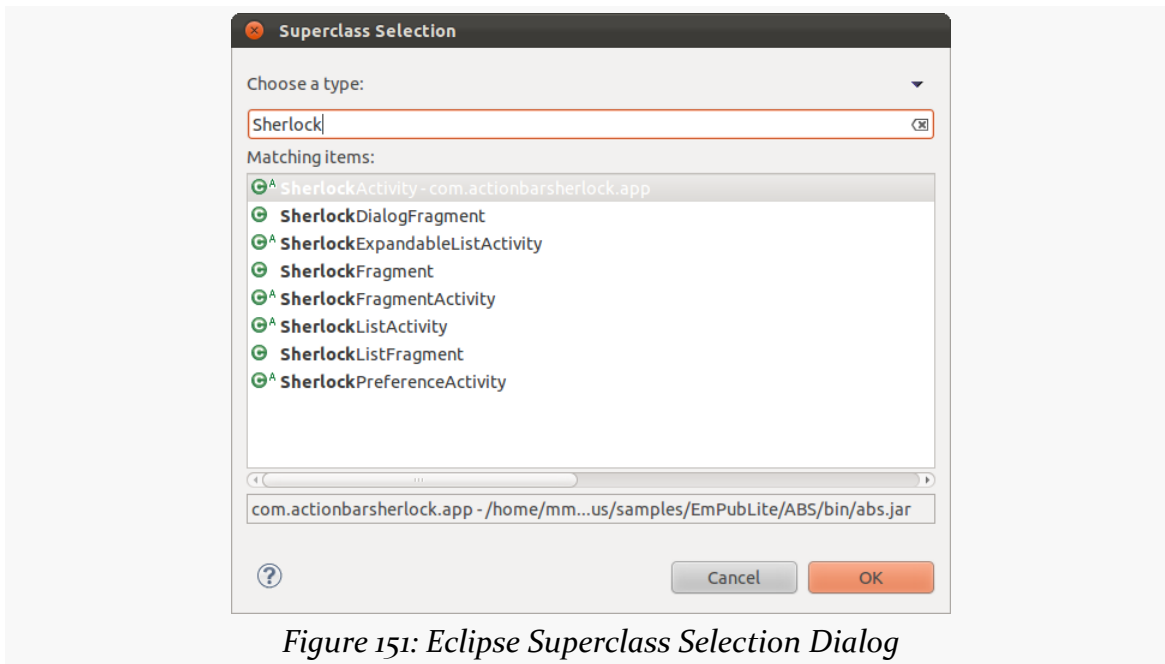 Superclass Selection
Choose a type:
Sherlock
Matching items:
SherlockActivity - com.actionbarsherlock.app
SherlockDialogFragment
SherlockExpandableListActivity
SherlockFragment
SherlockFragmentActivity
SherlockListActivity
SherlockListFragment
SherlockPreferenceActivity
com.actionbarsherlock.app - /home/mm...us/samples/EmPubLite/ABS/bin/abs.jar
Cancel OK
Figure 151: Eclipse Superclass Selection Dialog